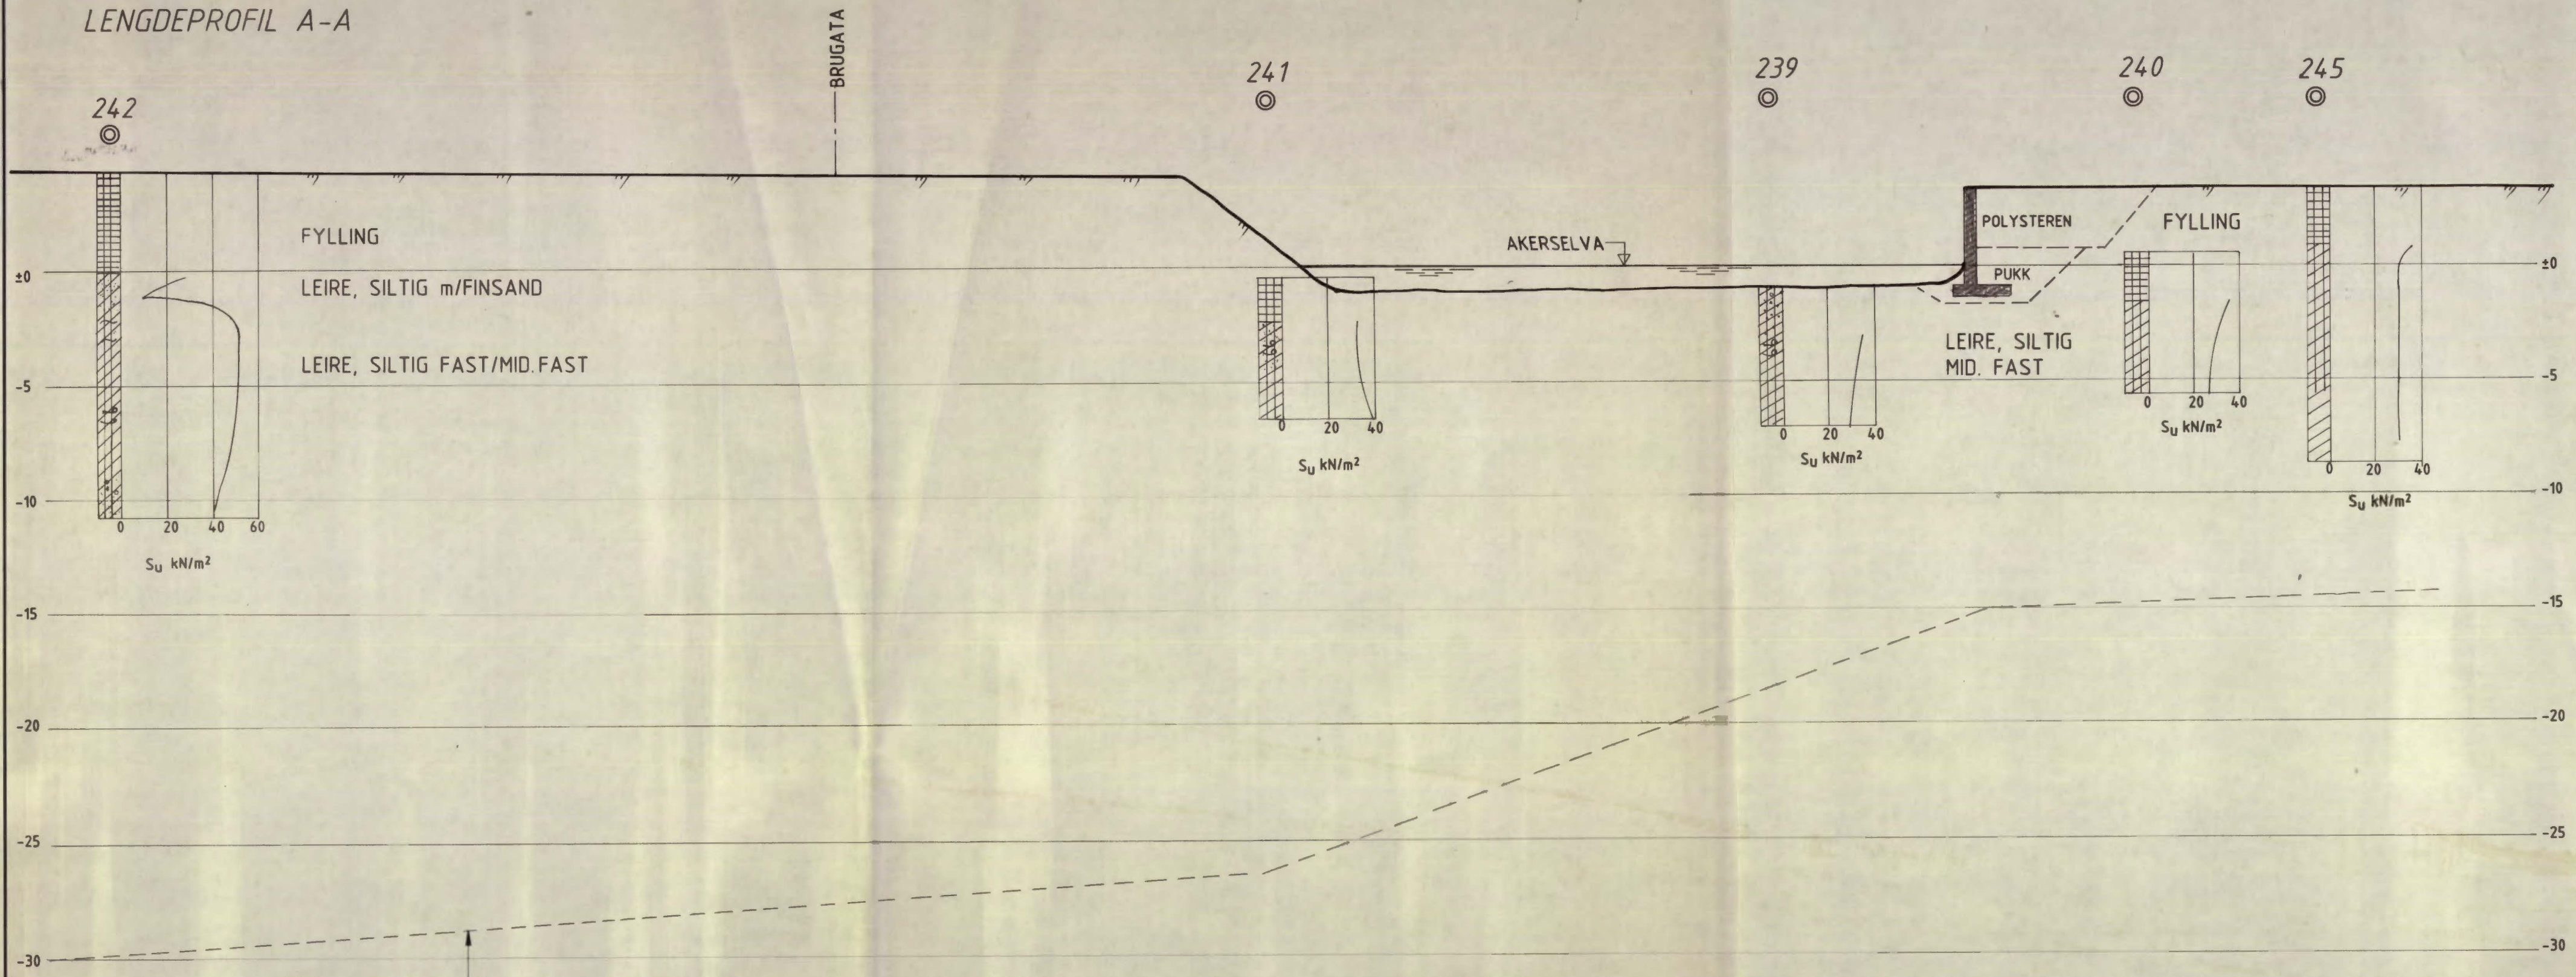 LENGDEPROFIL A-A
BRUGATA
242
241
239
240
245
FYLLING
LEIRE, SILTIG m/FINSAND
LEIRE, SILTIG FAST/MID.FAST
AKERSELVA
POLYSTEREN
PUKK
FYLLING
LEIRE, SILTIG
MID. FAST
±0
-5
-10
-15
-20
-25
-30
0 20 40 60
Su kN/m²
0 20 40
Su kN/m²
0 20 40
Su kN/m²
0 20 40
Su kN/m²
0 20 40
Su kN/m²
±0
-5
-10
-15
-20
-25
-30